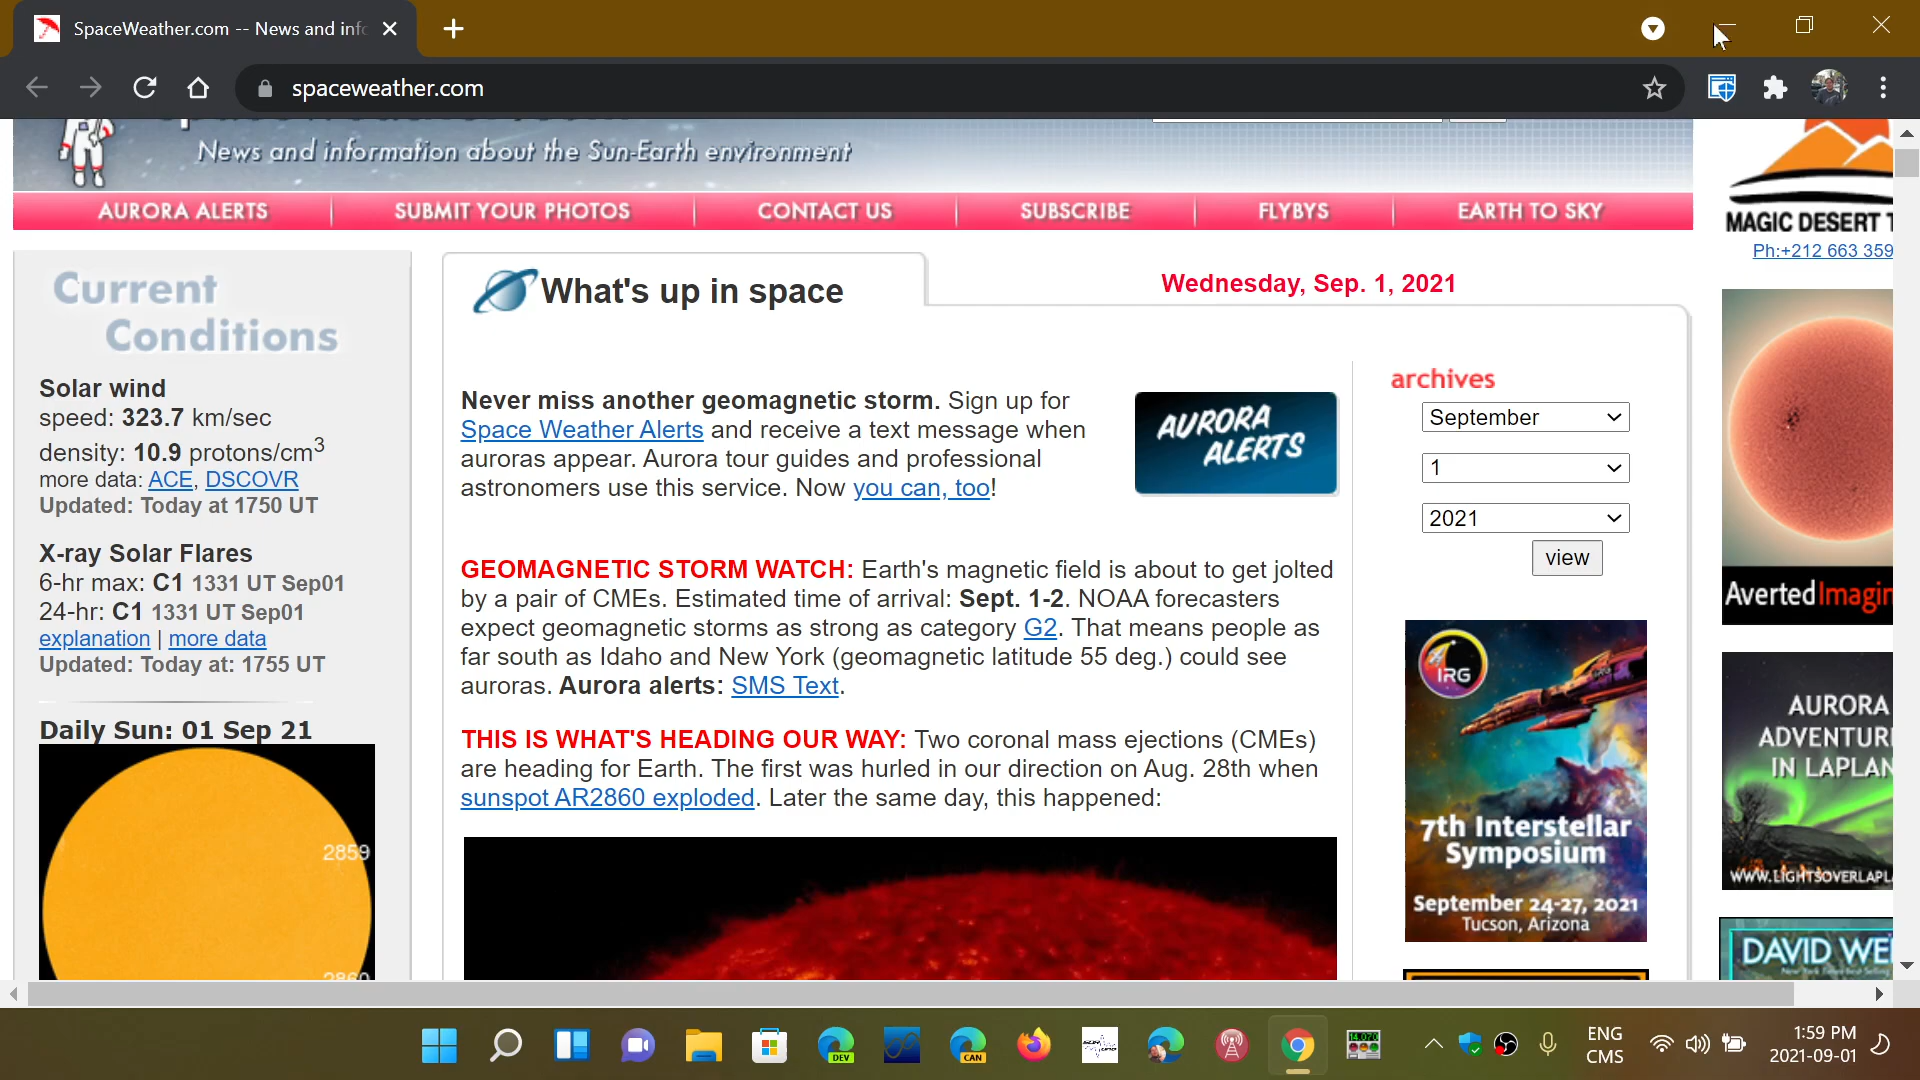 SpaceWeather.com -- News and inf
spaceweather.com
News and information about the Sun-Earth environment
AURORA ALERTS
SUBMIT YOUR PHOTOS
CONTACT US
SUBSCRIBE
FLYBYS
EARTH TO SKY
Current
Conditions
Solar wind
speed: 323.7 km/sec
density: 10.9 protons/cm3
more data: ACE, DSCOVR
Updated: Today at 1750 UT
X-ray Solar Flares
6-hr max: C1 1331 UT Sep01
24-hr: C1 1331 UT Sep01
explanation | more data
Updated: Today at: 1755 UT
Daily Sun: 01 Sep 21
2859
2860
What's up in space
Wednesday, Sep. 1, 2021
Never miss another geomagnetic storm. Sign up for
Space Weather Alerts and receive a text message when
auroras appear. Aurora tour guides and professional
astronomers use this service. Now you can, too!
AURORA
ALERTS
GEOMAGNETIC STORM WATCH: Earth's magnetic field is about to get jolted
by a pair of CMEs. Estimated time of arrival: Sept. 1-2. NOAA forecasters
expect geomagnetic storms as strong as category G2. That means people as
far south as Idaho and New York (geomagnetic latitude 55 deg.) could see
auroras. Aurora alerts: SMS Text.
THIS IS WHAT'S HEADING OUR WAY: Two coronal mass ejections (CMEs)
are heading for Earth. The first was hurled in our direction on Aug. 28th when
sunspot AR2860 exploded. Later the same day, this happened:
archives
September
1
2021
view
IRG
7th Interstellar
Symposium
September 24-27, 2021
Tucson, Arizona
MAGIC DESERT T
Ph:+212 663 359
AvertedImagin
AURORA
ADVENTUR
IN LAPLAN
WWW.LIGHTSOVERLAPL
DAVID WE
New York Times Best-Selling
DEV
CAN
ENG
CMS
1:59 PM
2021-09-01